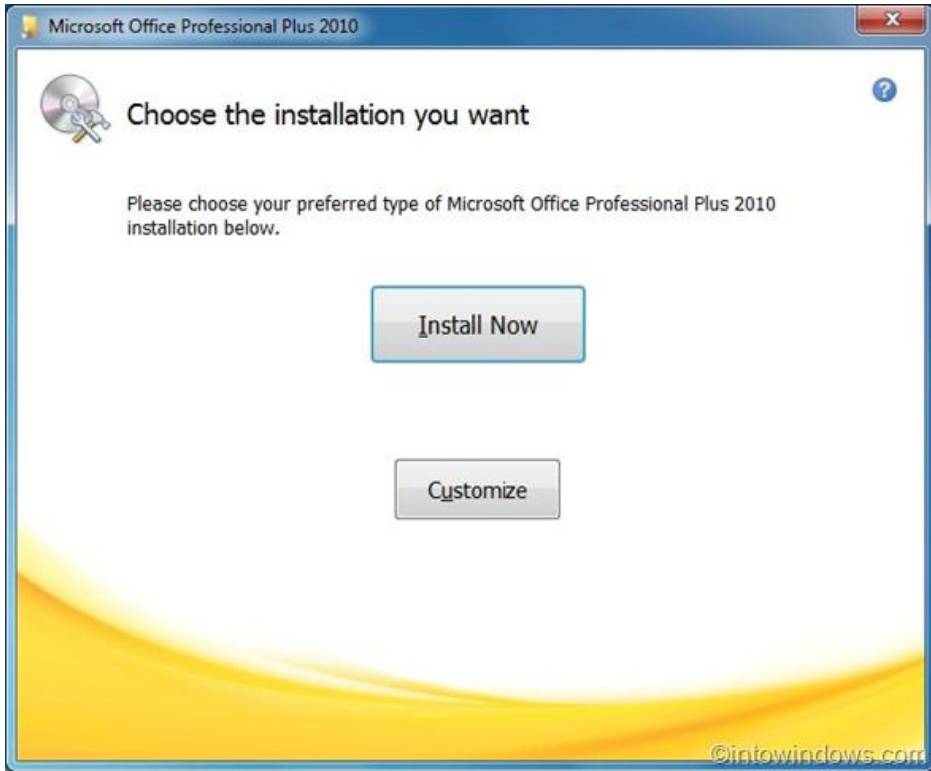 Microsoft Office Professional Plus 2010
Choose the installation you want
Please choose your preferred type of Microsoft Office Professional Plus 2010
installation below.
Install Now
Customize
©intowindows.com